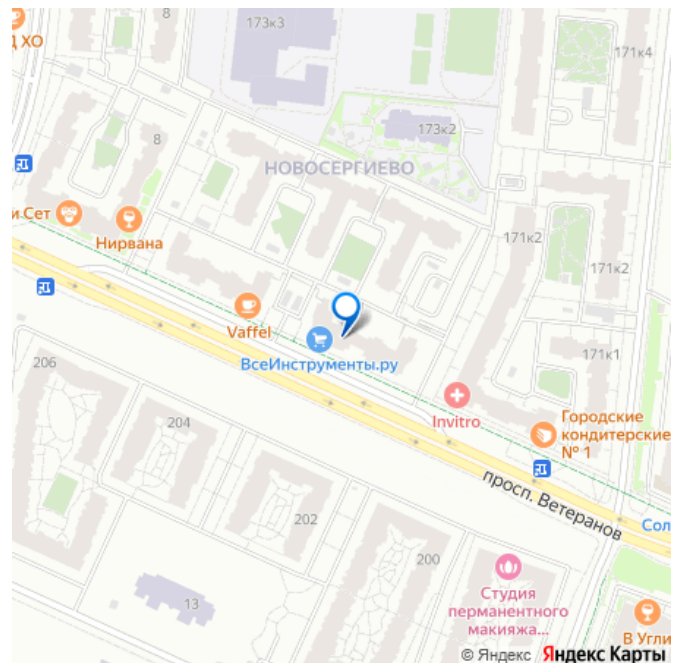 8
173к3
171к4
Д ХО
173к2
8
НОВОСЕРГИЕВО
и Сет
Нирвана
171к2
171к2
Vaffel
ВсеИнструменты.ру
206
171к1
Invitro
Городские
кондитерские
№ 1
204
просп. Ветеранов
202
Сол
200
Студия
перманентного
макияжа...
13
В Угли
© Яндекс Яндекс Карты